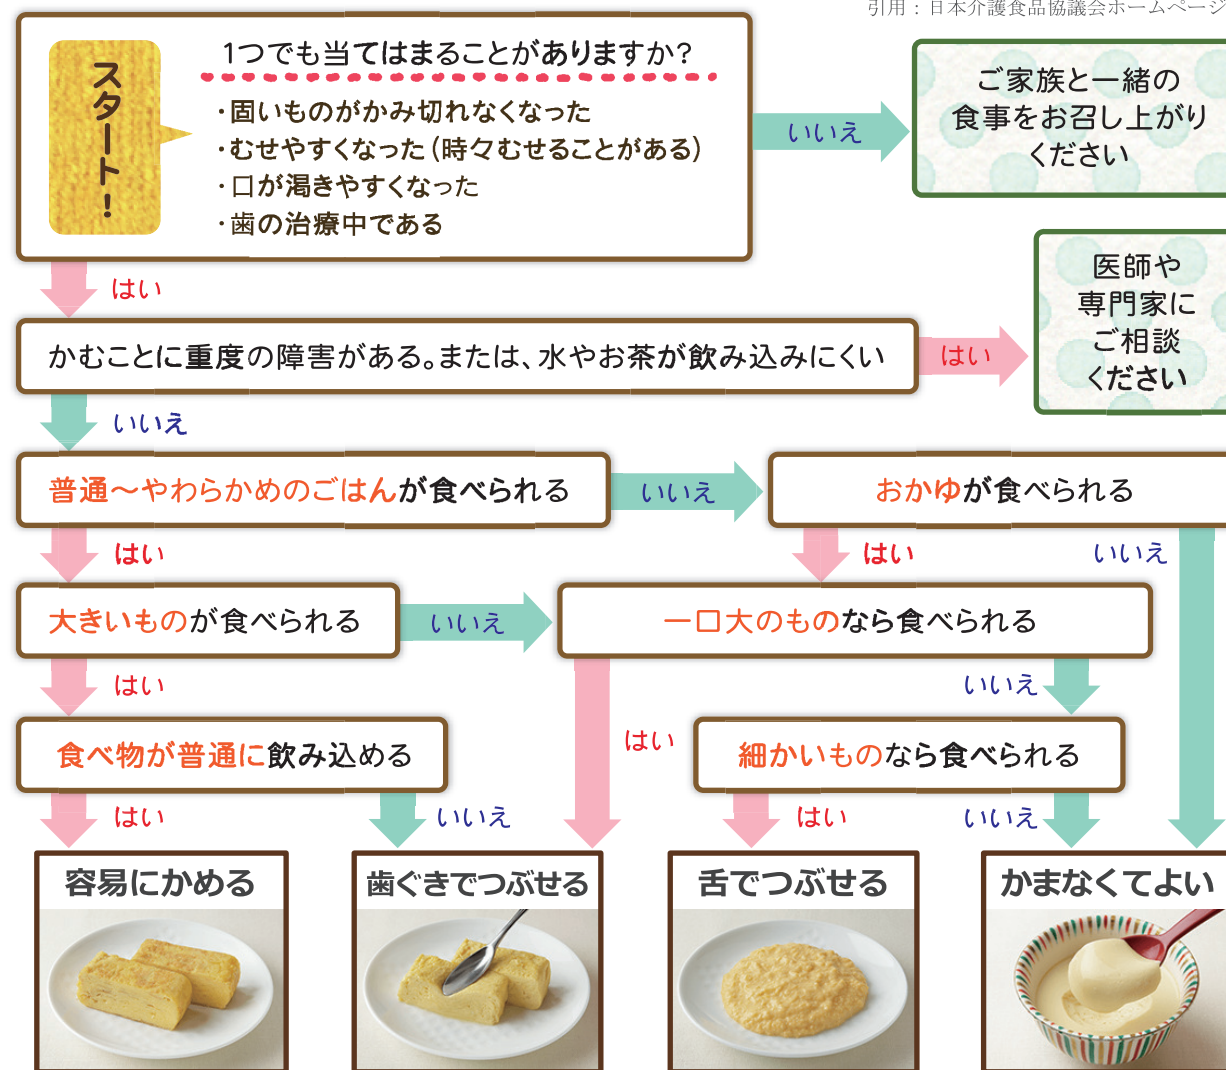 引用：日本介護食品協議会ホームページ
スタート！
1つでも当てはまることがありますか？
・固いものがかみ切れなくなった
・むせやすくなった（時々むせることがある）
・口が渇きやすくなった
・歯の治療中である
いいえ
ご家族と一緒の
食事をお召し上がり
ください
はい
かむことに重度の障害がある。または、水やお茶が飲み込みにくい
はい
医師や
専門家に
ご相談
ください
いいえ
普通～やわらかめのごはんが食べられる
いいえ
おかゆが食べられる
はい
はい
いいえ
大きいものが食べられる
いいえ
一口大のものなら食べられる
はい
いいえ
はい
食べ物が普通に飲み込める
細かいものなら食べられる
はい
いいえ
はい
いいえ
容易にかめる
歯ぐきでつぶせる
舌でつぶせる
かまなくてよい